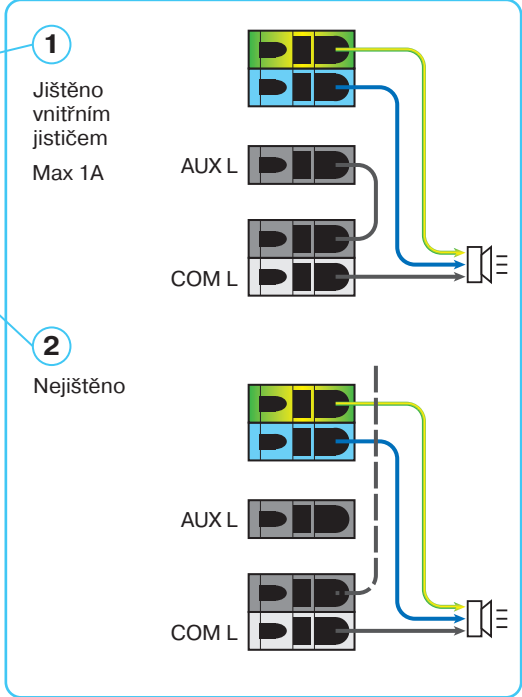 1
Jištěno
vnitřním
jističem
Max 1A
AUX L
COM L
2
Nejištěno
AUX L
COM L